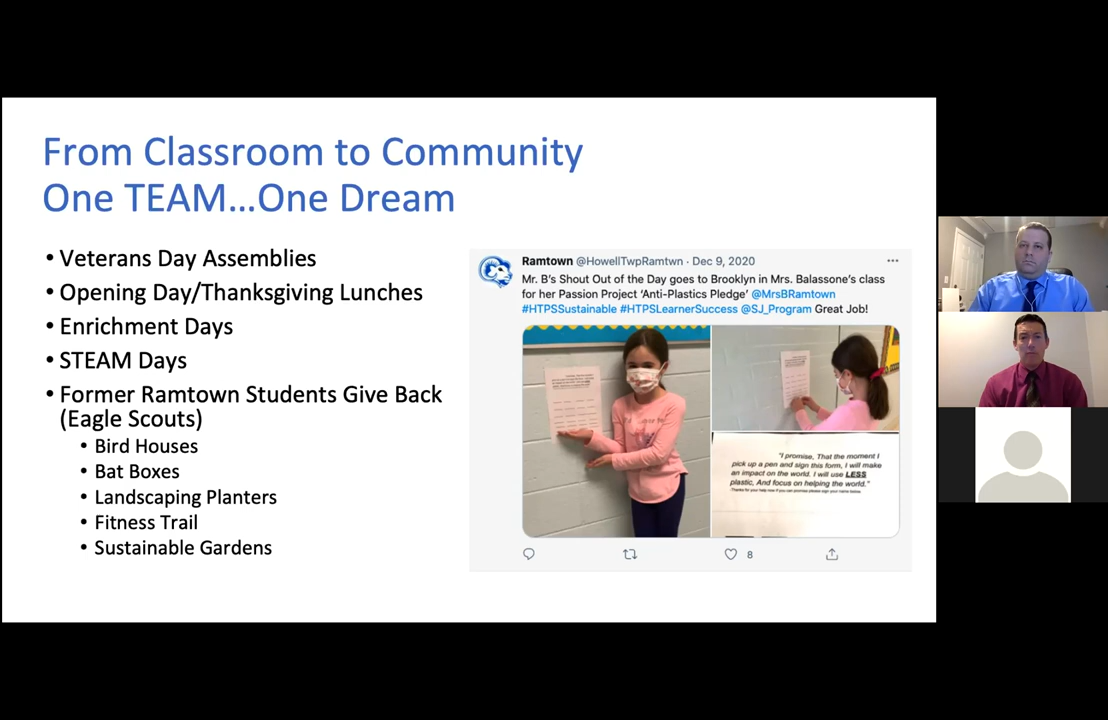 From Classroom to Community
One TEAM...One Dream
• Veterans Day Assemblies
• Opening Day/Thanksgiving Lunches
• Enrichment Days
• STEAM Days
• Former Ramtown Students Give Back
(Eagle Scouts)
• Bird Houses
• Bat Boxes
• Landscaping Planters
• Fitness Trail
• Sustainable Gardens
Ramtown @HowellTwpRamtwn · Dec 9, 2020
Mr. B's Shout Out of the Day goes to Brooklyn in Mrs. Balassone's class
for her Passion Project 'Anti-Plastics Pledge' @MrsBRamtown
#HTPSSustainable #HTPSLearnerSuccess @SJ_Program Great Job!
"I promise, That the moment I
pick up a pen and sign this form, I will make
an impact on the world. I will use LESS
plastic, And focus on helping the world."
8